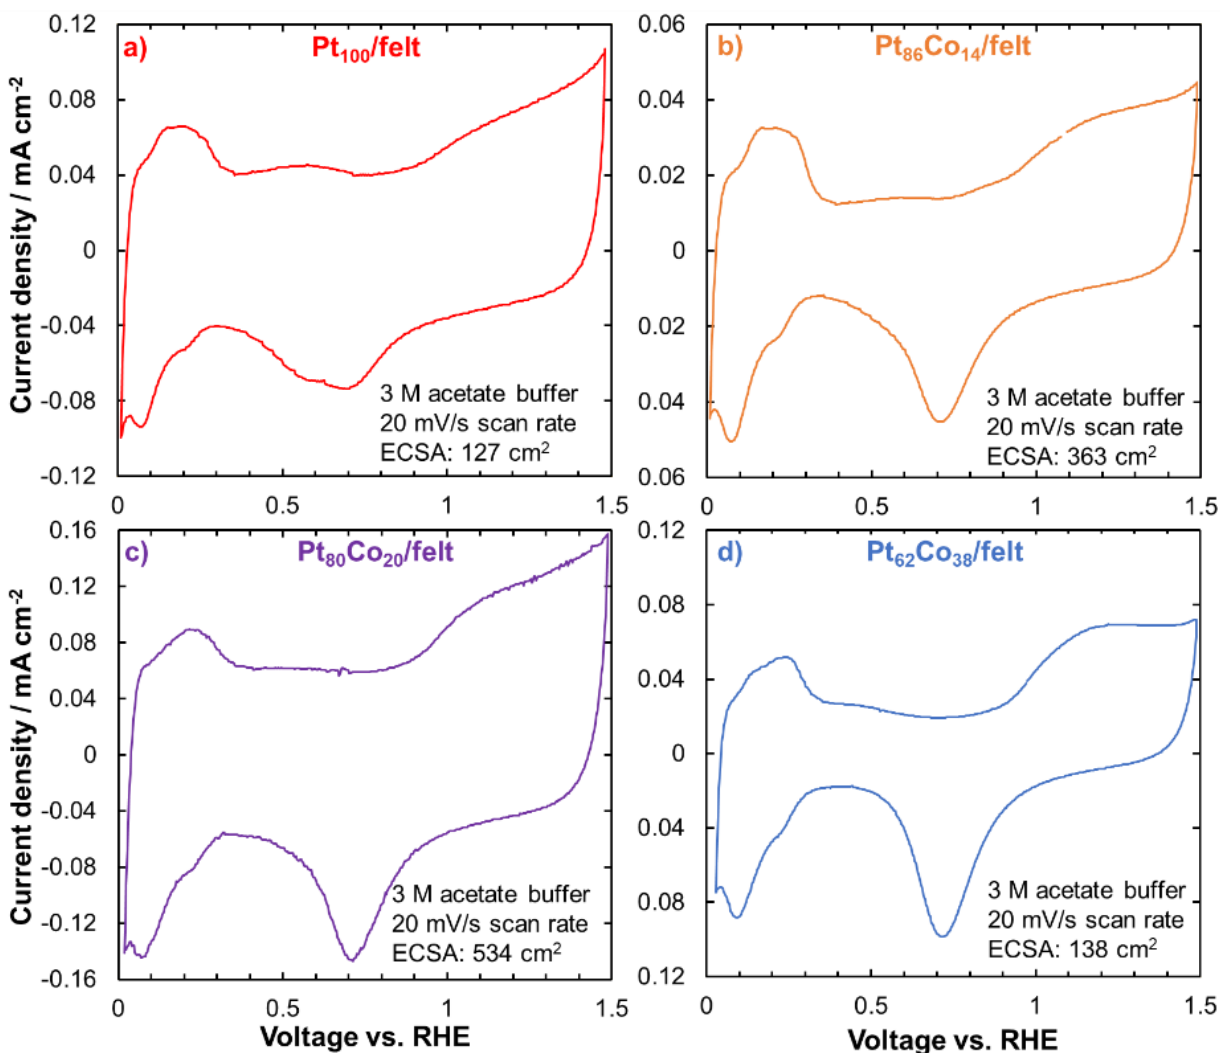 a) Pt₁₀₀/felt
0.12
0.08
0.04
0
-0.04
-0.08
-0.12
3 M acetate buffer
20 mV/s scan rate
ECSA: 127 cm²
0 0.5 1 1.5
Current density / mA cm⁻²
b) Pt₈₆Co₁₄/felt
0.06
0.04
0.02
0
0.02
0.04
0.06
3 M acetate buffer
20 mV/s scan rate
ECSA: 363 cm²
0 0.5 1 1.5
c) Pt₈₀Co₂₀/felt
0.16
0.12
0.08
0.04
0
-0.04
-0.08
-0.12
-0.16
3 M acetate buffer
20 mV/s scan rate
ECSA: 534 cm²
0 0.5 1 1.5
Current density / mA cm⁻²
Voltage vs. RHE
d) Pt₆₂Co₃₈/felt
0.12
0.08
0.04
0
0.04
0.08
0.12
3 M acetate buffer
20 mV/s scan rate
ECSA: 138 cm²
0 0.5 1 1.5
Voltage vs. RHE